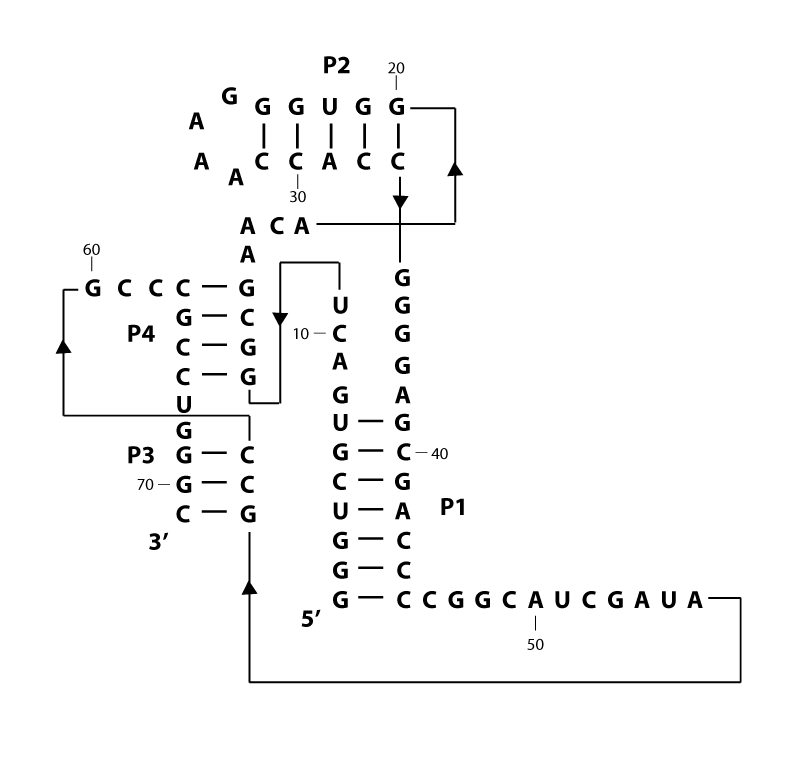 P2 20
G G G U G G
G
A
A C C A C C
A
30
A C A
A
60
G C C C G
G C
P4 C G
C G
U
G
P3 G C
70 G C
C G
3′
U G
10 C G
A G
G G
U A
G G
C C 40
U G
G A P1
G C
G C
5′ C C G G C A U C G A U A
50